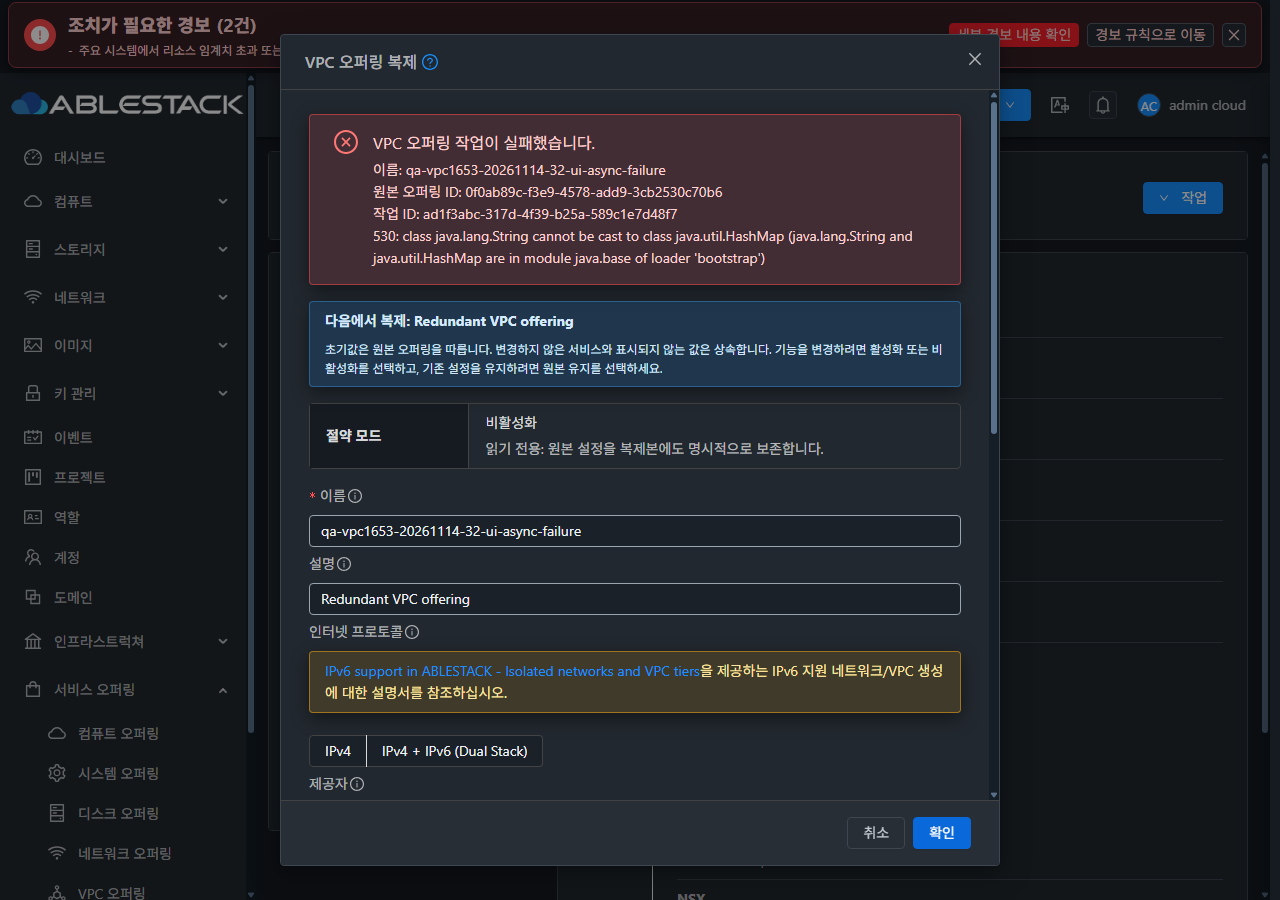 조치가 필요한 경보 (2건)
- 주요 시스템에서 리소스 임계치 초과 또는
내용 확인
경보 규칙으로 이동
ABLESTACK
AC
admin cloud
대시보드
컴퓨트
스토리지
네트워크
이미지
키 관리
이벤트
프로젝트
역할
계정
도메인
인프라스트럭쳐
서비스 오퍼링
컴퓨트 오퍼링
시스템 오퍼링
디스크 오퍼링
네트워크 오퍼링
VPC 오퍼링
작업
VPC 오퍼링 복제
VPC 오퍼링 작업이 실패했습니다.
이름: qa-vpc1653-20261114-32-ui-async-failure
원본 오퍼링 ID: 0f0ab89c-f3e9-4578-add9-3cb2530c70b6
작업 ID: ad1f3abc-317d-4f39-b25a-589c1e7d48f7
530: class java.lang.String cannot be cast to class java.util.HashMap (java.lang.String and
java.util.HashMap are in module java.base of loader 'bootstrap')
다음에서 복제: Redundant VPC offering
초기값은 원본 오퍼링을 따릅니다. 변경하지 않은 서비스와 표시되지 않는 값은 상속합니다. 기능을 변경하려면 활성화 또는 비
활성화를 선택하고, 기존 설정을 유지하려면 원본 유지를 선택하세요.
절약 모드
비활성화
읽기 전용: 원본 설정을 복제본에도 명시적으로 보존합니다.
* 이름
qa-vpc1653-20261114-32-ui-async-failure
설명
Redundant VPC offering
인터넷 프로토콜
IPv6 support in ABLESTACK - Isolated networks and VPC tiers을 제공하는 IPv6 지원 네트워크/VPC 생성
에 대한 설명서를 참조하십시오.
IPv4
IPv4 + IPv6 (Dual Stack)
제공자
취소
확인
NSX